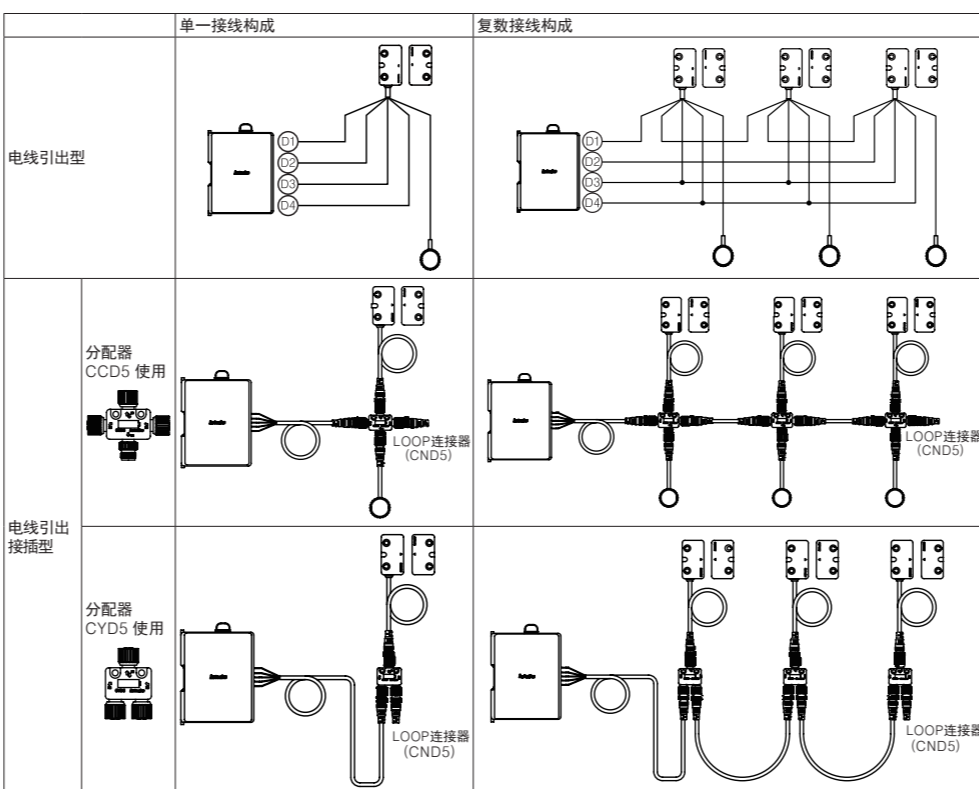 单一接线构成
复数接线构成
电线引出型
D1
D2
D3
D4
D1
D2
D3
D4
电线引出
接插型
分配器
CCD5 使用
LOOP连接器
(CND5)
LOOP连接器
(CND5)
分配器
CYD5 使用
LOOP连接器
(CND5)
LOOP连接器
(CND5)